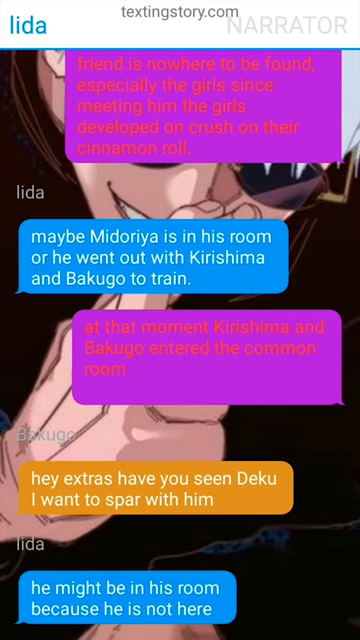 textingstory.com
Iida
NARRATOR
friend is nowhere to be found,
especially the girls since
meeting him the girls
developed on crush on their
cinnamon roll.
Iida
maybe Midoriya is in his room
or he went out with Kirishima
and Bakugo to train.
at that moment Kirishima and
Bakugo entered the common
room
Bakugo
hey extras have you seen Deku
I want to spar with him
Iida
he might be in his room
because he is not here